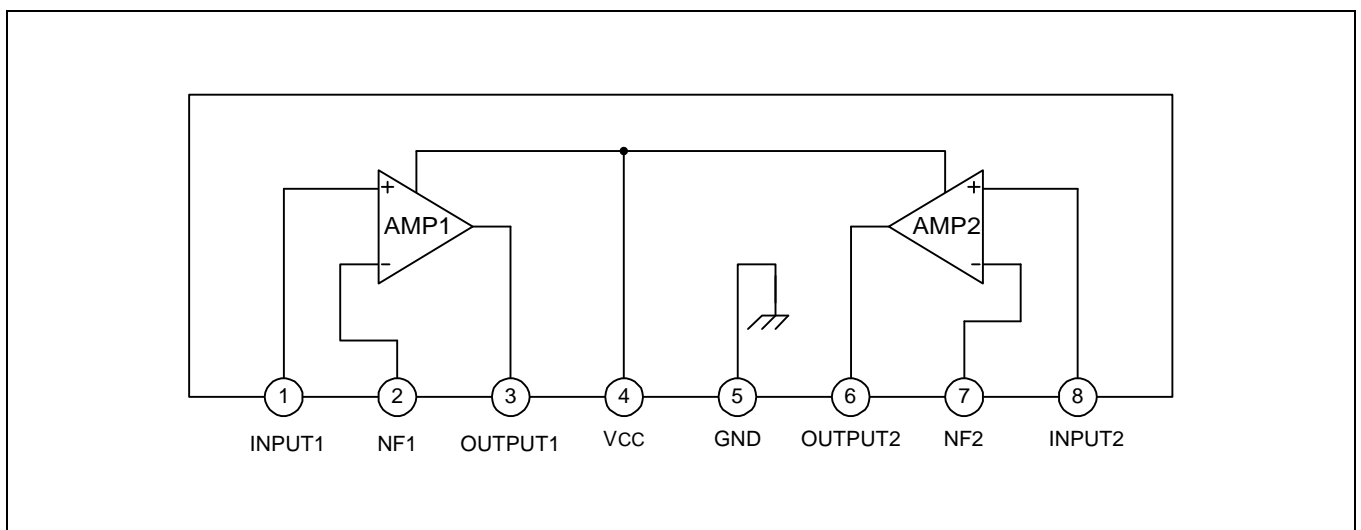 + +
AMP1 AMP2
- -
1 2 3 4 5 6 7 8
INPUT1 NF1 OUTPUT1 VCC GND OUTPUT2 NF2 INPUT2